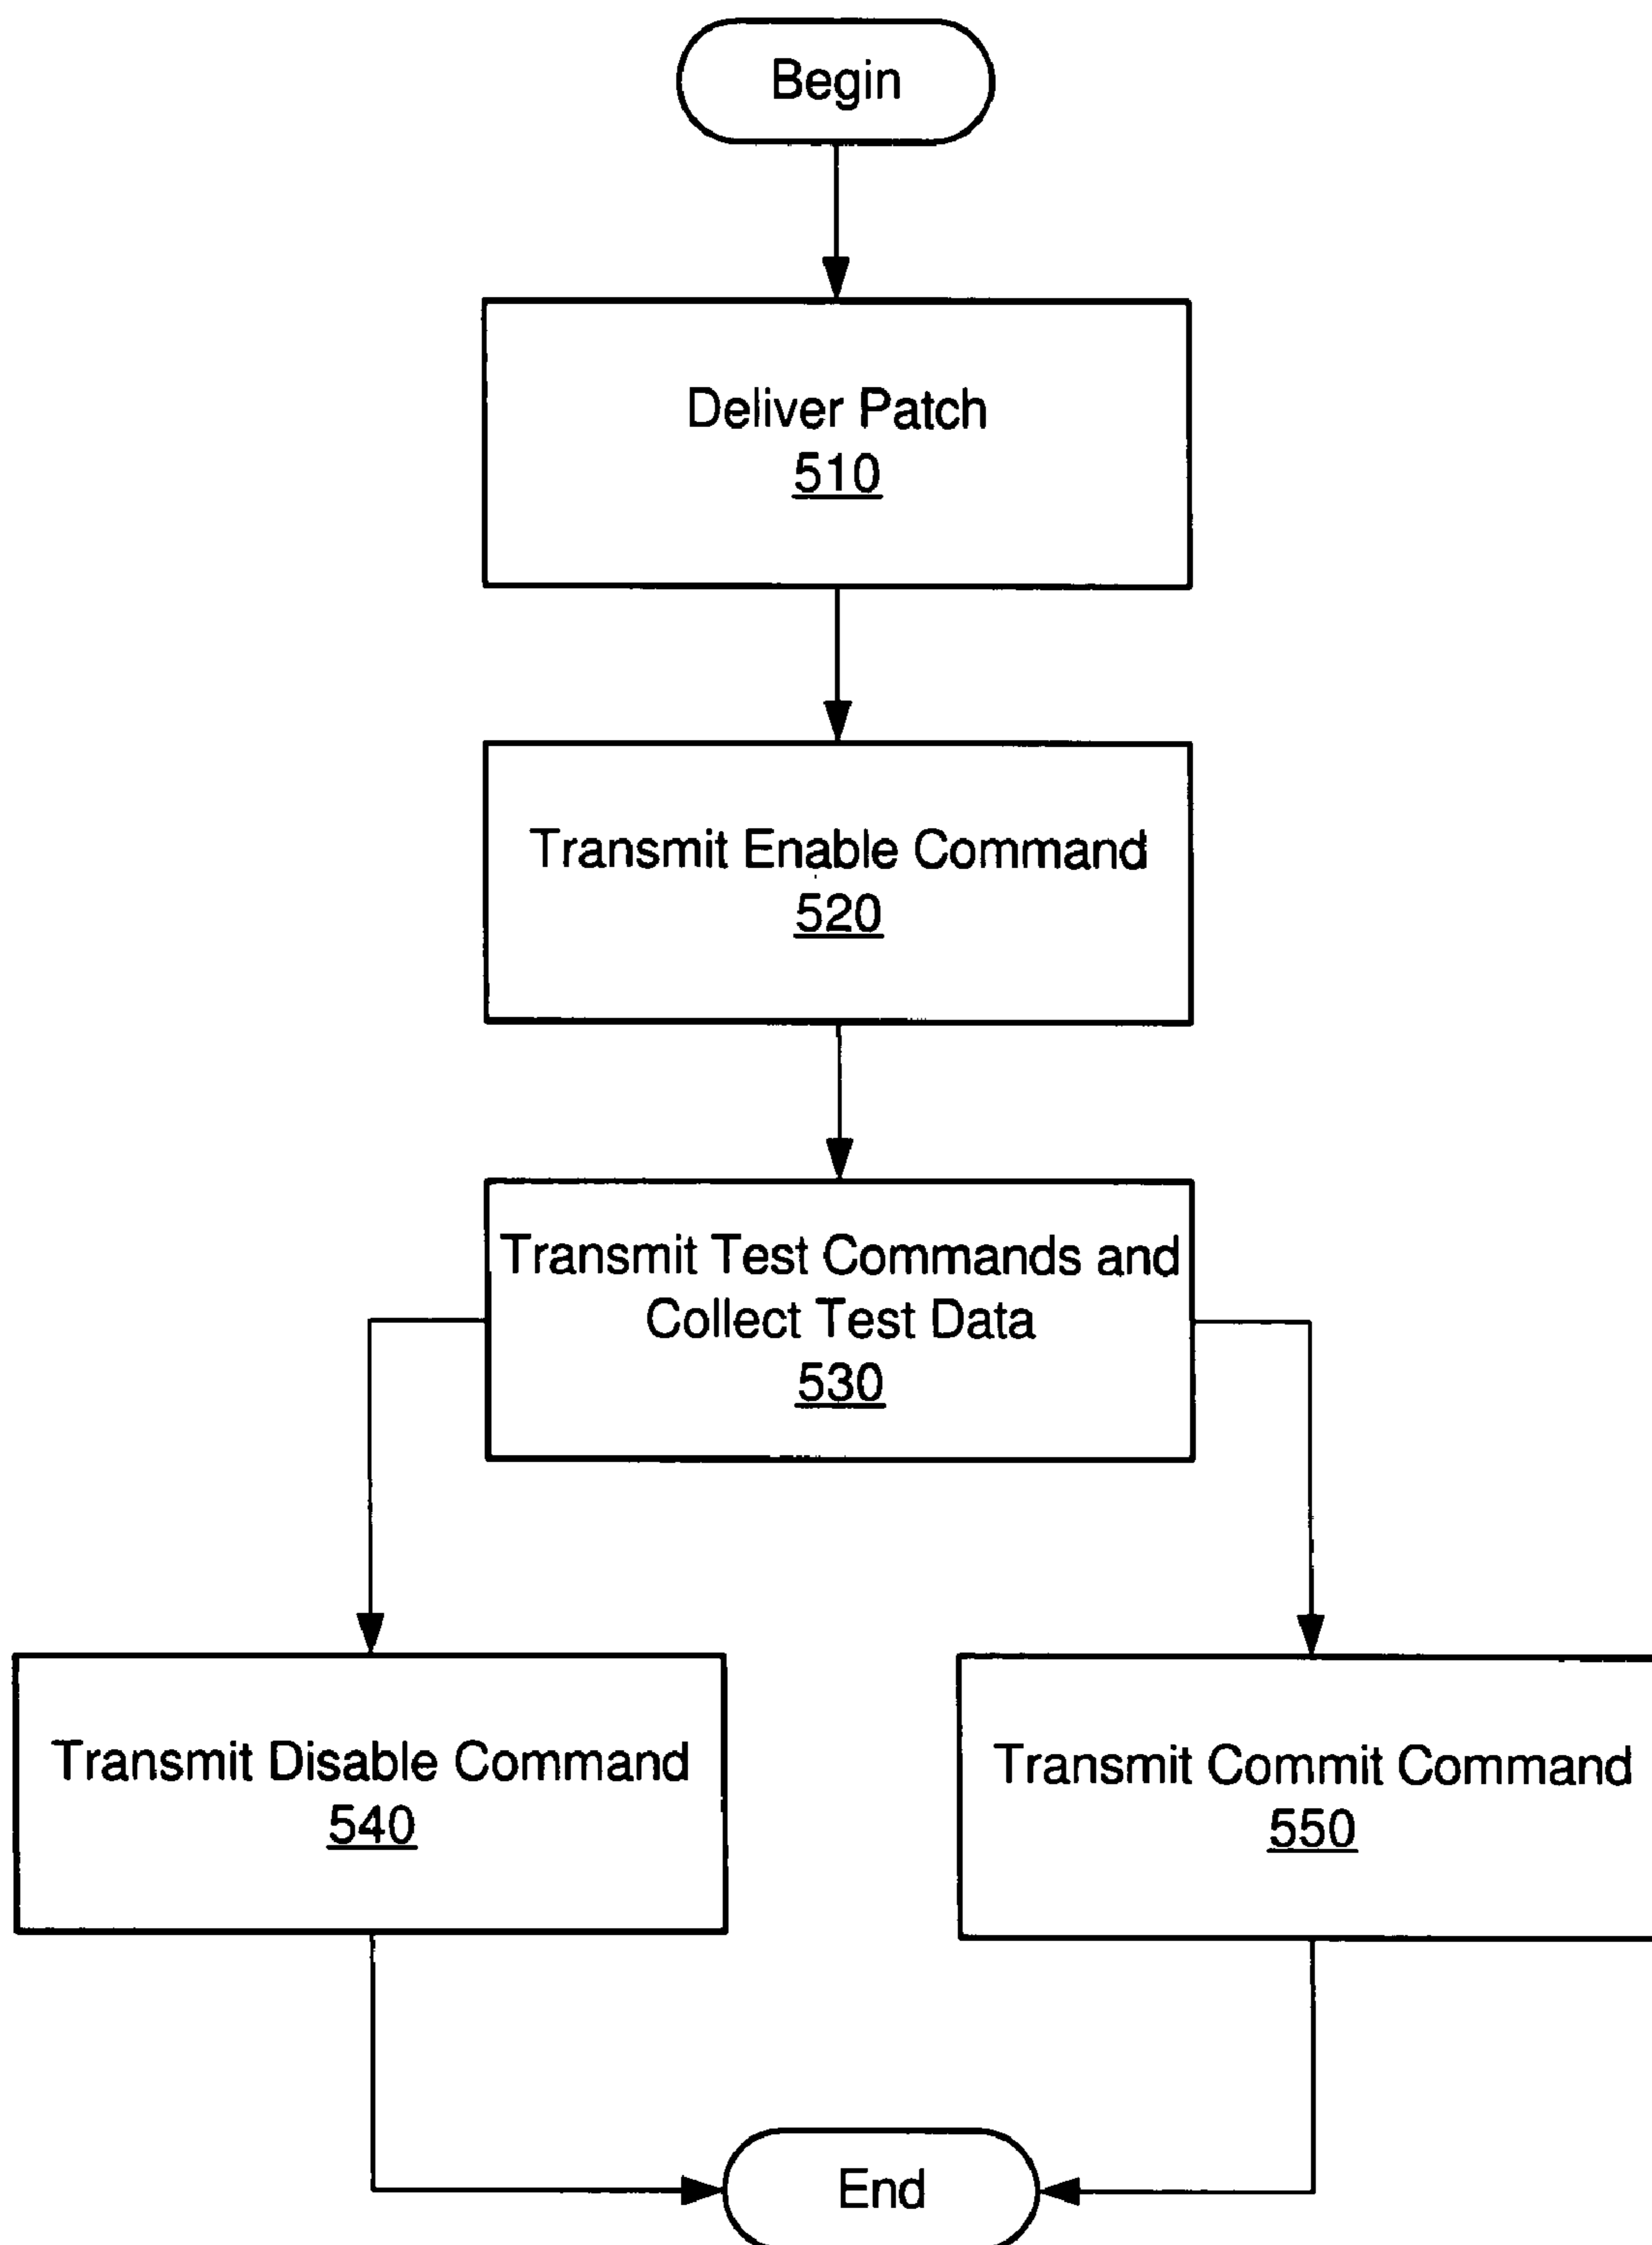 Begin
Deliver Patch
510
Transmit Enable Command
520
Transmit Test Commands and
Collect Test Data
530
Transmit Disable Command
540
Transmit Commit Command
550
End